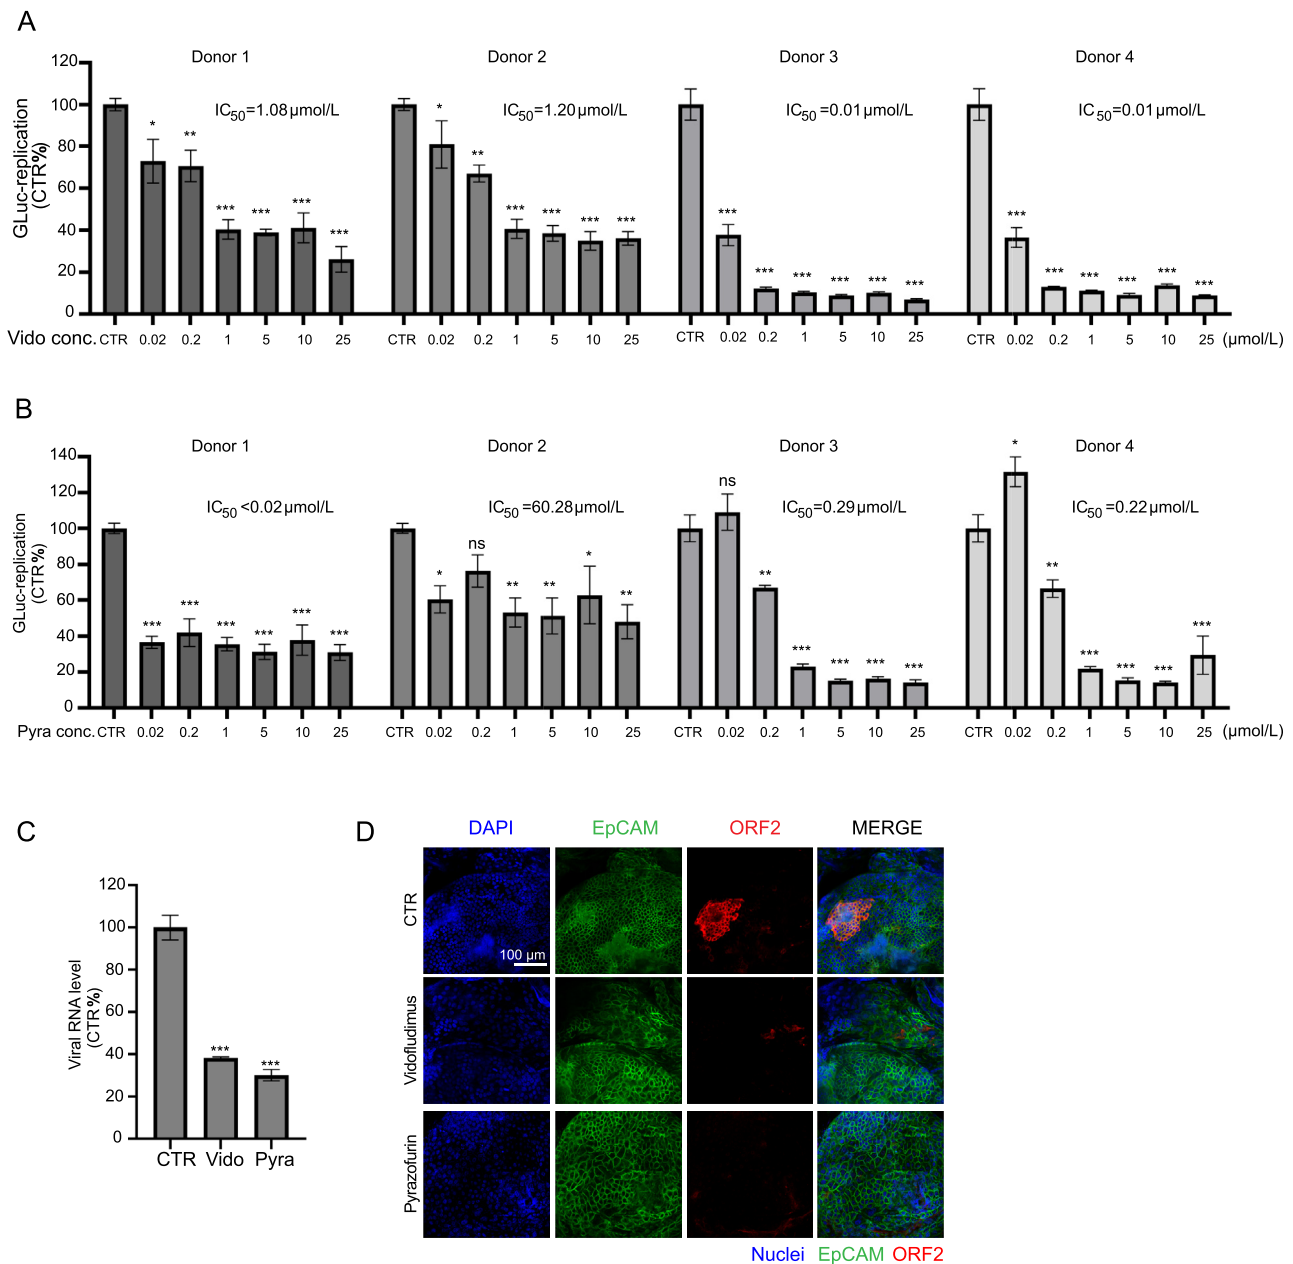 A
Donor 1 Donor 2 Donor 3 Donor 4
IC50=1.08μmol/L IC50=1.20μmol/L IC50=0.01μmol/L IC50=0.01μmol/L
GLuc-replication
(CTR%)
120
100
80
60
40
20
0
* ** *** *** *** ***
* ** *** *** *** ***
*** *** *** *** *** ***
*** *** *** *** *** ***
Vido conc. CTR 0.02 0.2 1 5 10 25 CTR 0.02 0.2 1 5 10 25 CTR 0.02 0.2 1 5 10 25 CTR 0.02 0.2 1 5 10 25 (μmol/L)
B
Donor 1 Donor 2 Donor 3 Donor 4
IC50<0.02μmol/L IC50=60.28μmol/L IC50=0.29μmol/L IC50=0.22μmol/L
GLuc-replication
(CTR%)
140
120
100
80
60
40
20
0
*** *** *** *** *** ***
* ns ** ** * **
ns ** *** *** *** ***
* ** *** *** *** ***
Pyra conc. CTR 0.02 0.2 1 5 10 25 CTR 0.02 0.2 1 5 10 25 CTR 0.02 0.2 1 5 10 25 CTR 0.02 0.2 1 5 10 25 (μmol/L)
C
Viral RNA level
(CTR%)
120
100
80
60
40
20
0
*** ***
CTR Vido Pyra
D
DAPI EpCAM ORF2 MERGE
CTR
100 μm
Vidofludimus
Pyrazofurin
Nuclei EpCAM ORF2